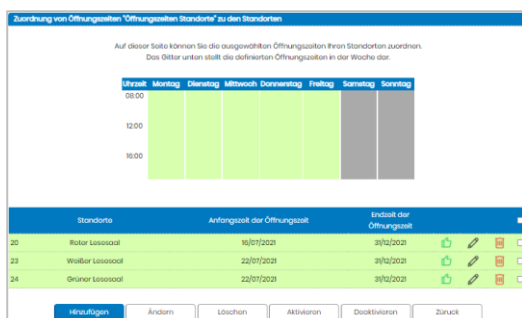 Zuordnung von Öffnungszeiten "Öffnungszeiten Standorte" zu den Standorten
Auf dieser Seite können Sie die ausgewählten Öffnungszeiten Ihren Standorten zuordnen.
Das Gitter unten stellt die definierten Öffnungszeiten in der Woche dar.
Uhrzeit Montag Dienstag Mittwoch Donnerstag Freitag Samstag Sonntag
08:00
12:00
16:00
Standorte Anfangszeit der Öffnungszeit Endzeit der Öffnungszeit
20 Roter Lesesaal 16/07/2021 31/12/2021
23 Weißer Lesesaal 22/07/2021 31/12/2021
24 Grüner Lesesaal 22/07/2021 31/12/2021
Hinzufügen Ändern Löschen Aktivieren Deaktivieren Zurück